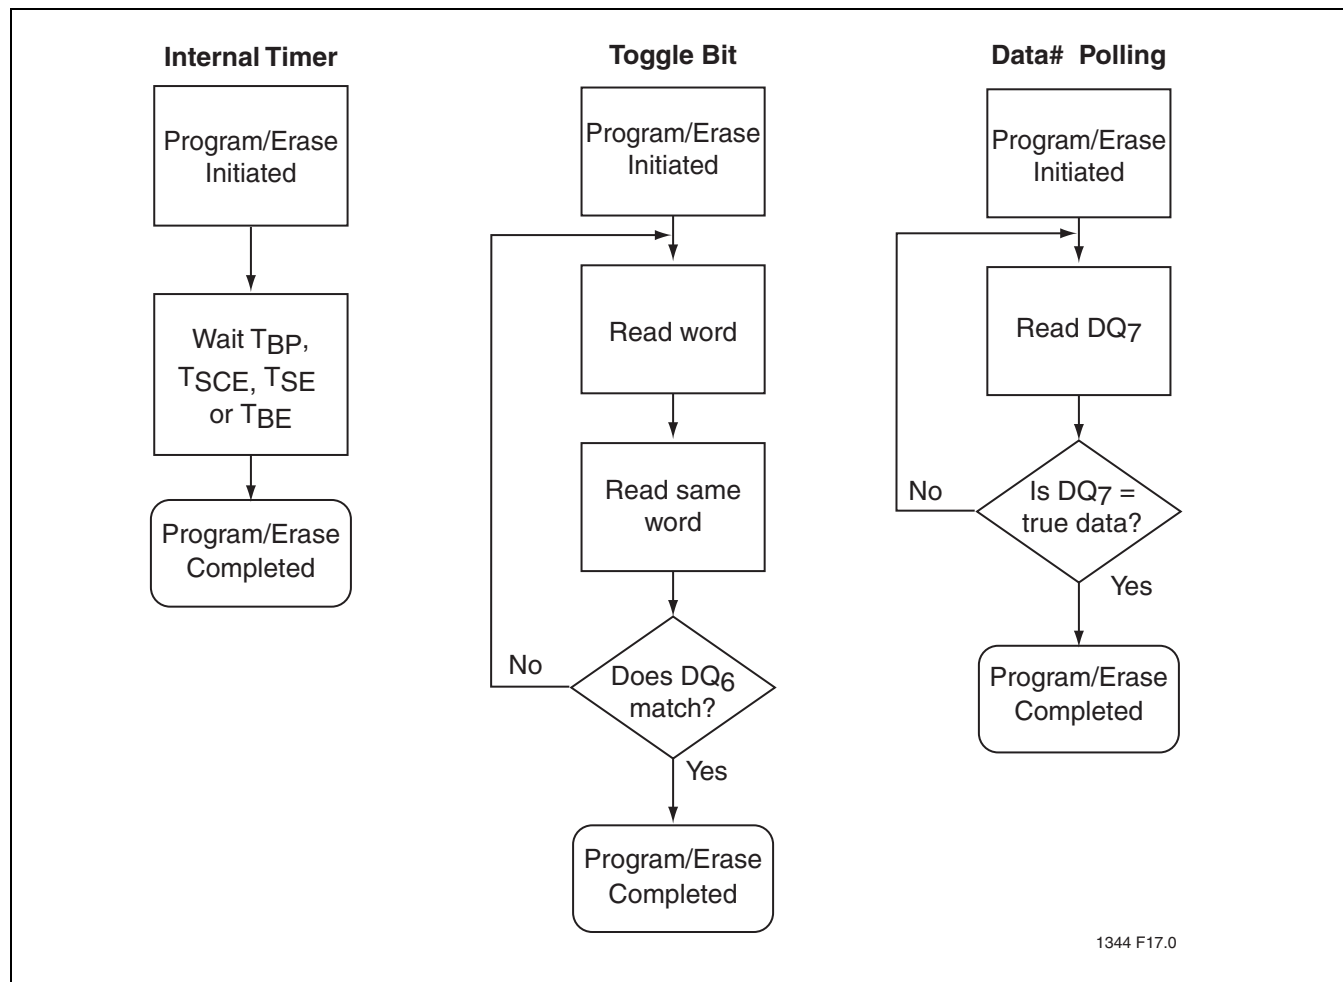 Internal Timer
Program/Erase
Initiated
Wait TBP,
TSCE, TSE
or TBE
Program/Erase
Completed
Toggle Bit
Program/Erase
Initiated
Read word
Read same
word
Does DQ6
match?
No
Yes
Program/Erase
Completed
Data# Polling
Program/Erase
Initiated
Read DQ7
Is DQ7 =
true data?
No
Yes
Program/Erase
Completed
1344 F17.0